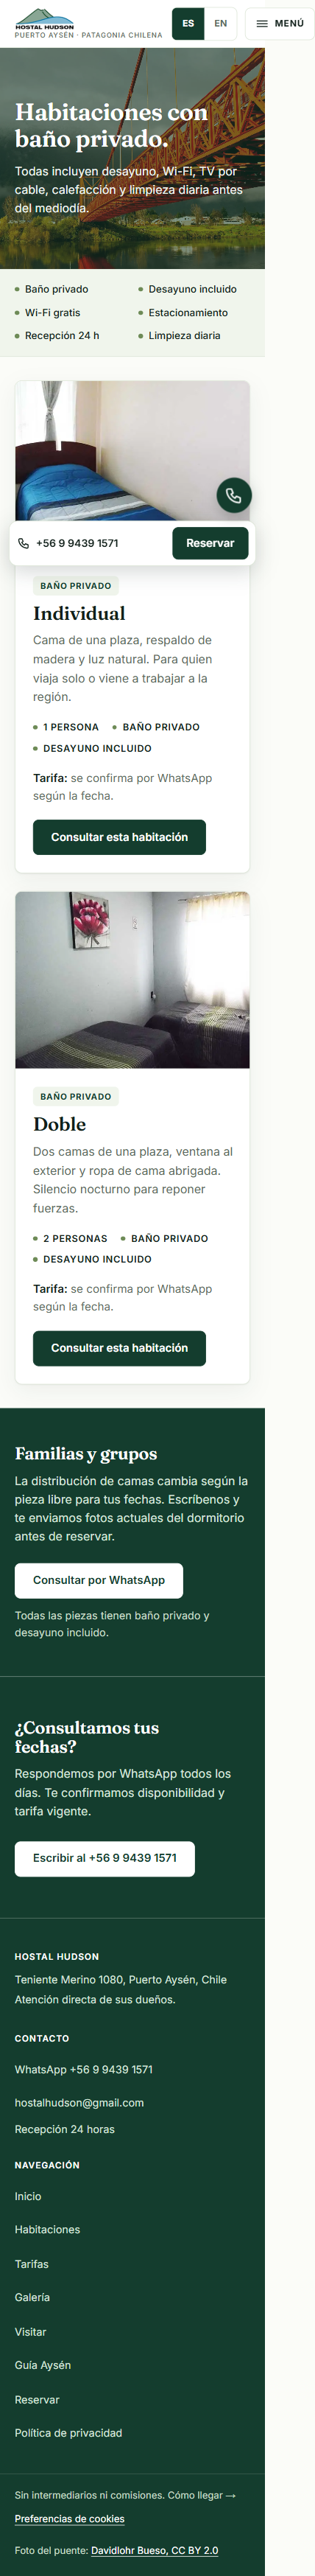 HOSTAL HUDSON
PUERTO AYSÉN · PATAGONIA CHILENA
ES
EN
MENÚ
Habitaciones con
baño privado.
Todas incluyen desayuno, Wi-Fi, TV por
cable, calefacción y limpieza diaria antes
del mediodía.
Baño privado
Desayuno incluido
Wi-Fi gratis
Estacionamiento
Recepción 24 h
Limpieza diaria
+56 9 9439 1571
Reservar
BAÑO PRIVADO
Individual
Cama de una plaza, respaldo de
madera y luz natural. Para quien
viaja solo o viene a trabajar a la
región.
1 PERSONA
BAÑO PRIVADO
DESAYUNO INCLUIDO
Tarifa: se confirma por WhatsApp
según la fecha.
Consultar esta habitación
BAÑO PRIVADO
Doble
Dos camas de una plaza, ventana al
exterior y ropa de cama abrigada.
Silencio nocturno para reponer
fuerzas.
2 PERSONAS
BAÑO PRIVADO
DESAYUNO INCLUIDO
Tarifa: se confirma por WhatsApp
según la fecha.
Consultar esta habitación
Familias y grupos
La distribución de camas cambia según la
pieza libre para tus fechas. Escríbenos y
te enviamos fotos actuales del dormitorio
antes de reservar.
Consultar por WhatsApp
Todas las piezas tienen baño privado y
desayuno incluido.
¿Consultamos tus
fechas?
Respondemos por WhatsApp todos los
días. Te confirmamos disponibilidad y
tarifa vigente.
Escribir al +56 9 9439 1571
HOSTAL HUDSON
Teniente Merino 1080, Puerto Aysén, Chile
Atención directa de sus dueños.
CONTACTO
WhatsApp +56 9 9439 1571
hostalhudson@gmail.com
Recepción 24 horas
NAVEGACIÓN
Inicio
Habitaciones
Tarifas
Galería
Visitar
Guía Aysén
Reservar
Política de privacidad
Sin intermediarios ni comisiones. Cómo llegar →
Preferencias de cookies
Foto del puente: Davidlohr Bueso, CC BY 2.0